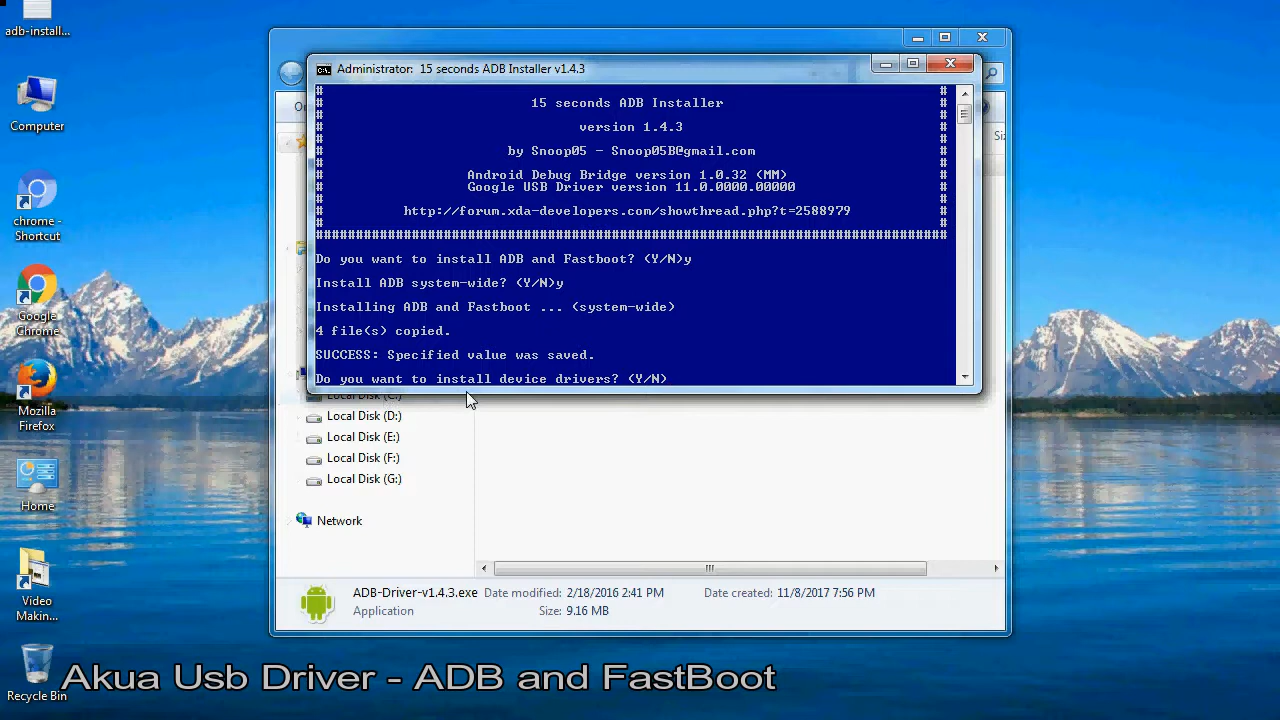 adb-install...
Computer
chrome -
Shortcut
Google
Chrome
Mozilla
Firefox
Home
Video
Makin...
Recycle Bin
Administrator: 15 seconds ADB Installer v1.4.3
15 seconds ADB Installer
version 1.4.3
by Snoop05 - Snoop05B@gmail.com
Android Debug Bridge version 1.0.32 (MM)
Google USB Driver version 11.0.0000.00000
http://forum.xda-developers.com/showthread.php?t=2588979
###############################################################################
Do you want to install ADB and Fastboot? (Y/N)y
Install ADB system-wide? (Y/N)y
Installing ADB and Fastboot ... (system-wide)
4 file(s) copied.
SUCCESS: Specified value was saved.
Do you want to install device drivers? (Y/N)
Local Disk (C:)
Local Disk (D:)
Local Disk (E:)
Local Disk (F:)
Local Disk (G:)
Network
ADB-Driver-v1.4.3.exe Date modified: 2/18/2016 2:41 PM Date created: 11/8/2017 7:56 PM
Application Size: 9.16 MB
Akua Usb Driver - ADB and FastBoot